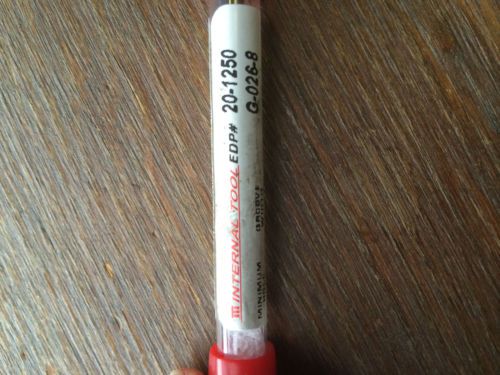 INTERNAL TOOL EDP# 20-1250
G-026-8
MINIMUM GROOVE